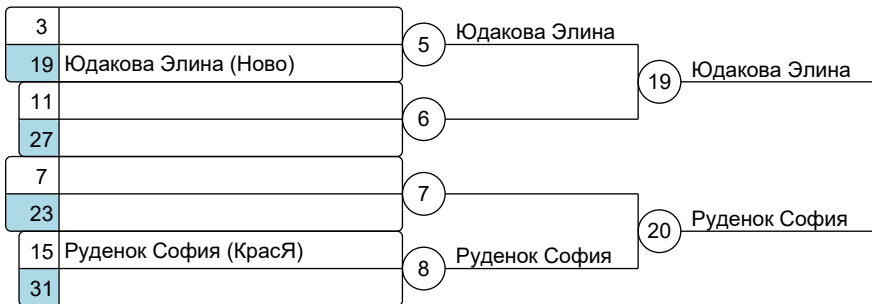 3
5 Юдакова Элина
19 Юдакова Элина (Ново)
19 Юдакова Элина
11
6
27
7
7
23
20 Руденок София
15 Руденок София (КрасЯ)
8 Руденок София
31